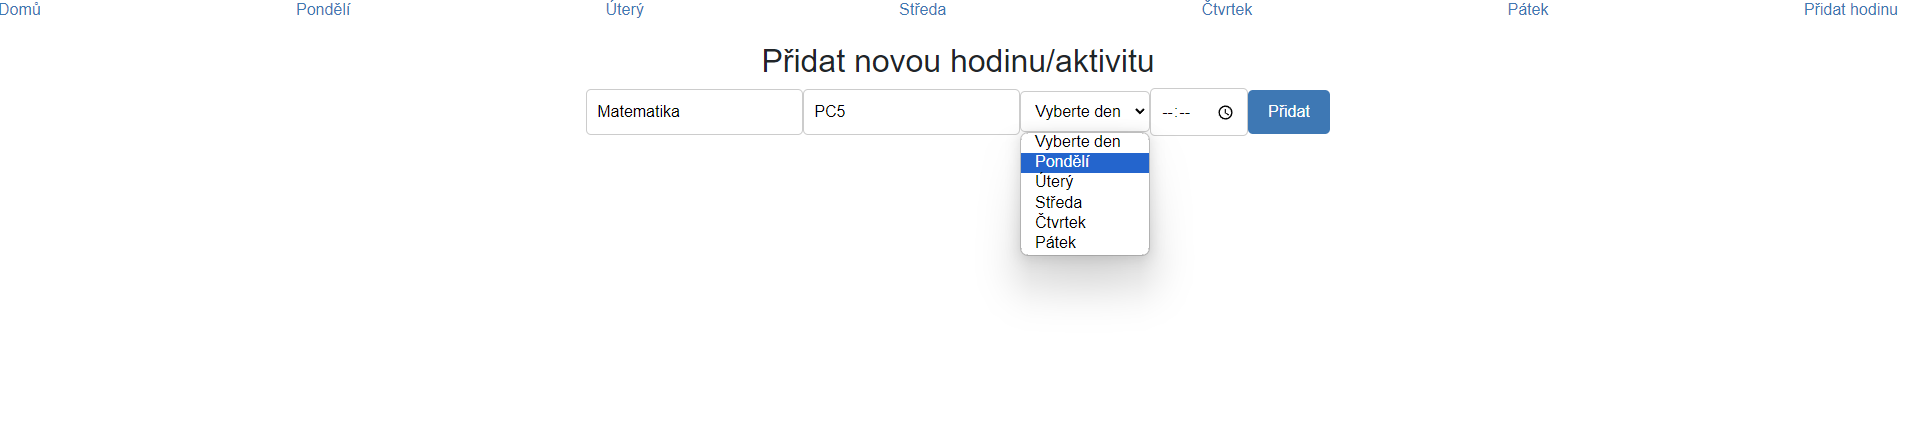 Domů Pondělí Úterý Středa Čtvrtek Pátek Přidat hodinu
Přidat novou hodinu/aktivitu
Matematika PC5 Vyberte den --:-- Přidat
Vyberte den
Pondělí
Úterý
Středa
Čtvrtek
Pátek